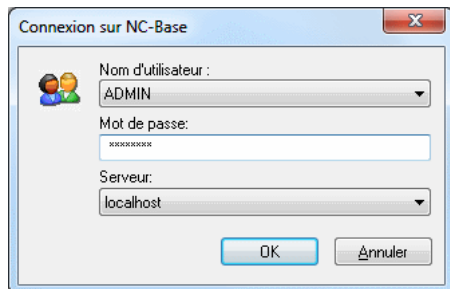 Connexion sur NC-Base
Nom d'utilisateur :
ADMIN
Mot de passe:
********
Serveur:
localhost
OK
Annuler